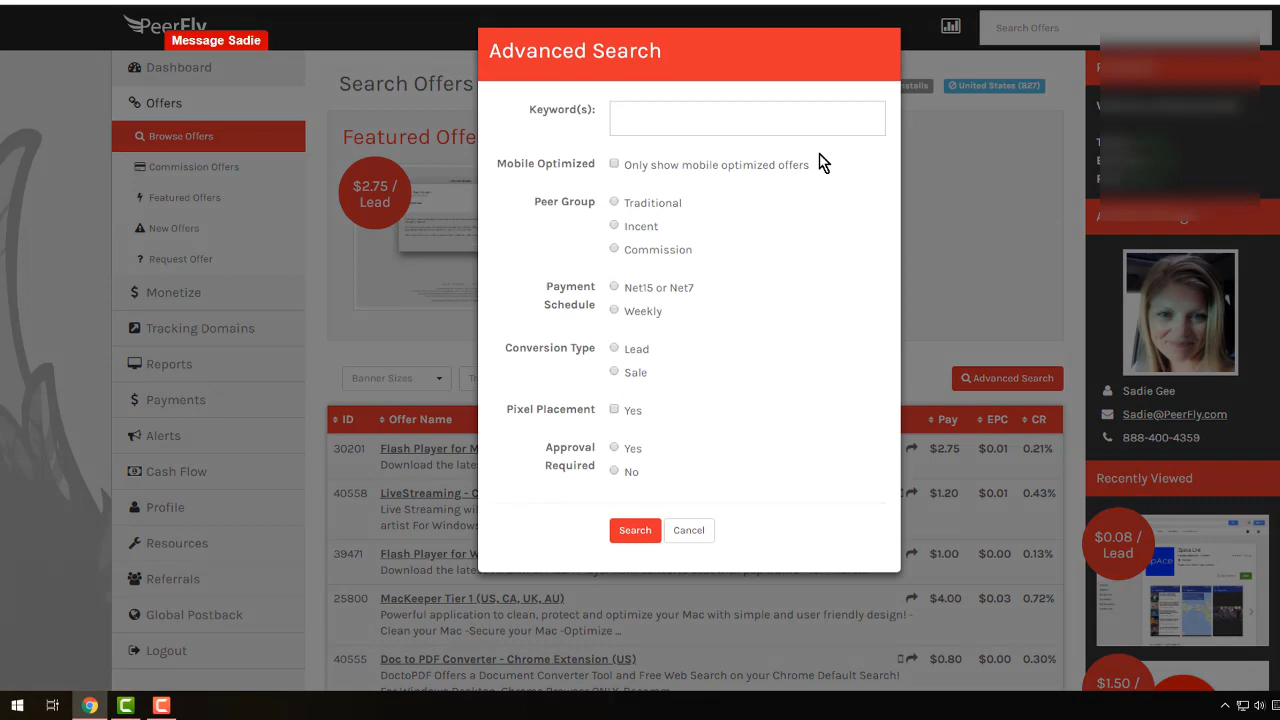 PeerFly
Message Sadie
Search Offers
Dashboard
Offers
Browse Offers
Commission Offers
Featured Offers
New Offers
Request Offer
Monetize
Tracking Domains
Reports
Payments
Alerts
Cash Flow
Profile
Resources
Referrals
Global Postback
Logout
Search Offers
United States (827)
Featured Offe
$2.75 /
Lead
Banner Sizes
Advanced Search
ID Offer Name Pay EPC CR
30201 Flash Player for M $2.75 $0.01 0.21%
Download the lates
40558 LiveStreaming - C $1.20 $0.01 0.43%
Live Streaming wi
artist For Windows
39471 Flash Player for W $1.00 $0.00 0.13%
Download the lates
25800 MacKeeper Tier 1 (US, CA, UK, AU) $4.00 $0.03 0.72%
Powerful application to clean, protect and optimize your Mac with simple and user friendly design! -
Clean your Mac -Secure your Mac -Optimize ...
40555 Doc to PDF Converter - Chrome Extension (US) $0.80 $0.00 0.30%
DoctoPDF Offers a Document Converter Tool and Free Web Search on your Chrome Default Search!
Advanced Search
Keyword(s):
Mobile Optimized Only show mobile optimized offers
Peer Group Traditional
Incent
Commission
Payment
Schedule
Net15 or Net7
Weekly
Conversion Type Lead
Sale
Pixel Placement Yes
Approval
Required
Yes
No
Search Cancel
Sadie Gee
Sadie@PeerFly.com
888-400-4359
Recently Viewed
$0.08 /
Lead
$1.50 /